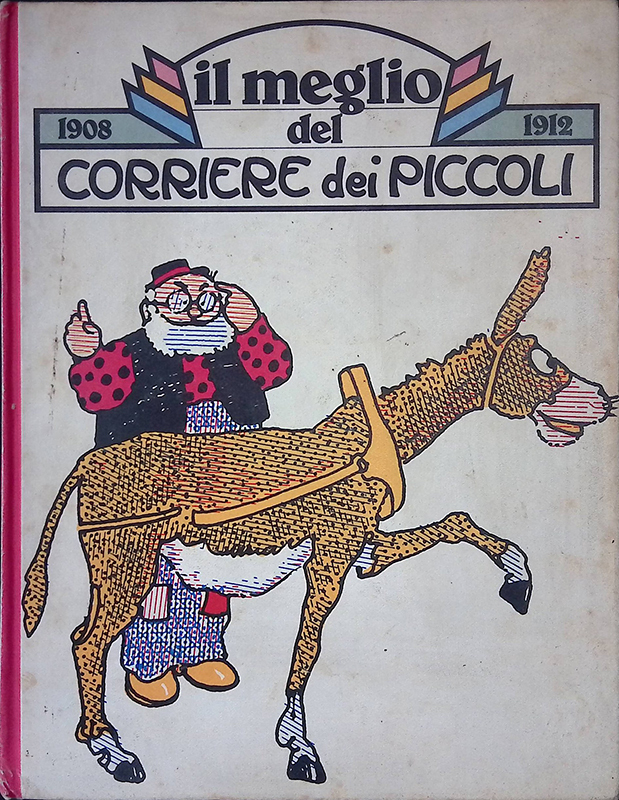 il meglio
del
1908 1912
CORRIERE dei PICCOLI